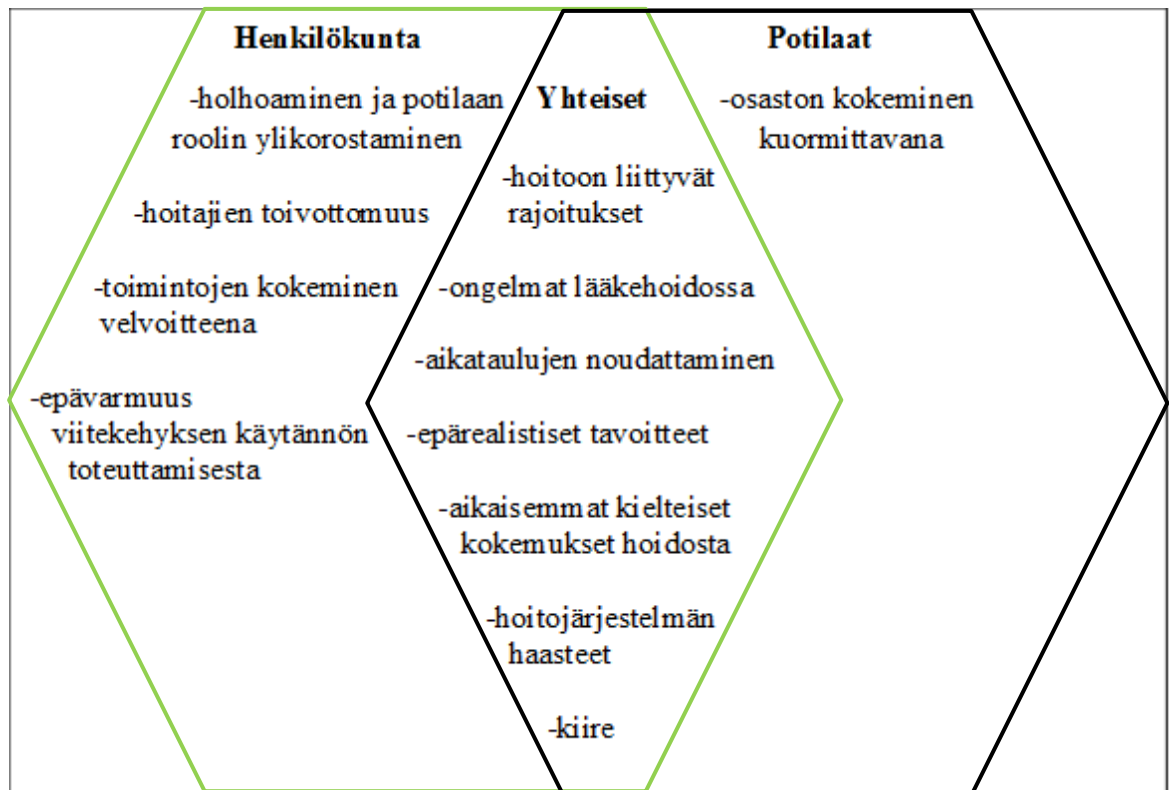 Henkilökunta
-holhoaminen ja potilaan
roolin ylikorostaminen
-hoitajien toivottomuus
-toimintojen kokeminen
velvoitteena
-epävarmuus
viitekehyksen käytännön
toteuttamisesta
Yhteiset
-hoitoon liittyvät
rajoitukset
-ongelmat lääkehoidossa
-aikataulujen noudattaminen
-epärealistiset tavoitteet
-aikaisemmat kielteiset
kokemukset hoidosta
-hoitojärjestelmän
haasteet
-kiire
Potilaat
-osaston kokeminen
kuormittavana